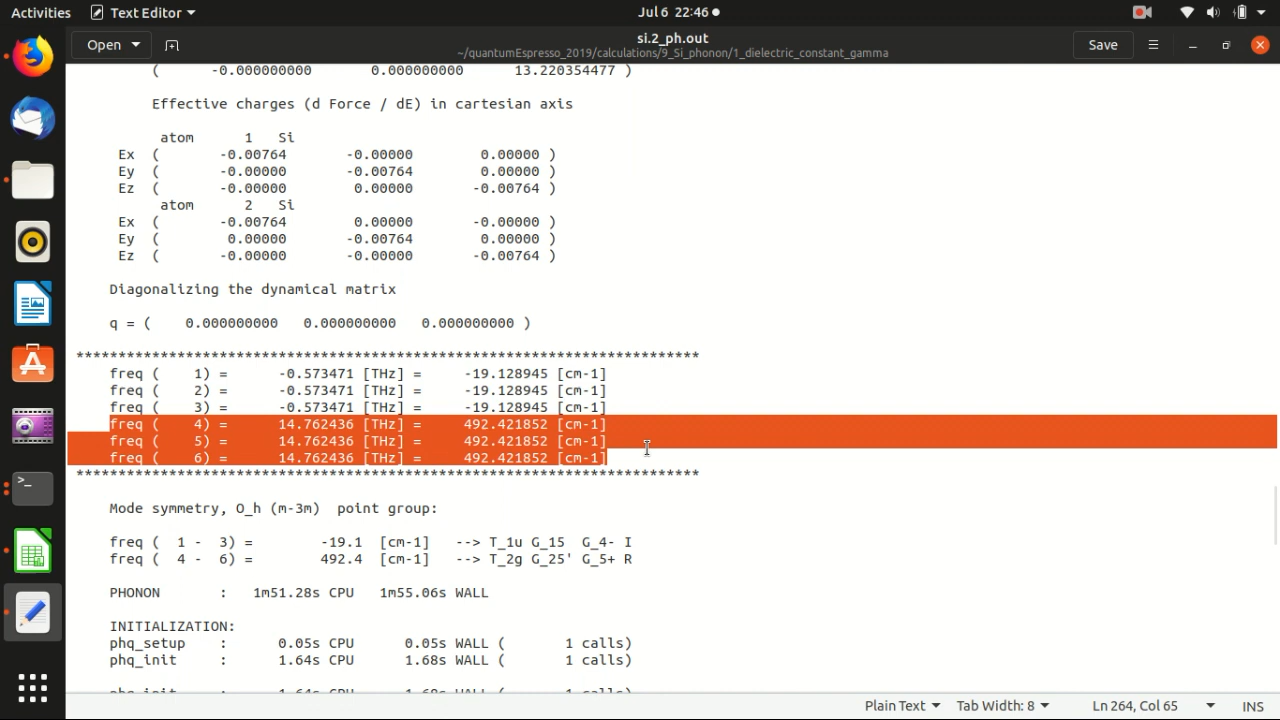 Activities Text Editor Jul 6 22:46
Open si.2_ph.out Save
~/quantumEspresso_2019/calculations/9_Si_phonon/1_dielectric_constant_gamma
( -0.000000000 0.000000000 13.220354477 )
Effective charges (d Force / dE) in cartesian axis
atom 1 Si
Ex ( -0.00764 -0.00000 0.00000 )
Ey ( -0.00000 -0.00764 0.00000 )
Ez ( -0.00000 0.00000 -0.00764 )
atom 2 Si
Ex ( -0.00764 0.00000 -0.00000 )
Ey ( 0.00000 -0.00764 0.00000 )
Ez ( -0.00000 -0.00000 -0.00764 )
Diagonalizing the dynamical matrix
q = ( 0.000000000 0.000000000 0.000000000 )
**************************************************************************
freq ( 1) = -0.573471 [THz] = -19.128945 [cm-1]
freq ( 2) = -0.573471 [THz] = -19.128945 [cm-1]
freq ( 3) = -0.573471 [THz] = -19.128945 [cm-1]
freq ( 4) = 14.762436 [THz] = 492.421852 [cm-1]
freq ( 5) = 14.762436 [THz] = 492.421852 [cm-1]
freq ( 6) = 14.762436 [THz] = 492.421852 [cm-1]
**************************************************************************
Mode symmetry, O_h (m-3m) point group:
freq ( 1 - 3) = -19.1 [cm-1] --> T_1u G_15 G_4- I
freq ( 4 - 6) = 492.4 [cm-1] --> T_2g G_25' G_5+ R
PHONON : 1m51.28s CPU 1m55.06s WALL
INITIALIZATION:
phq_setup : 0.05s CPU 0.05s WALL ( 1 calls)
phq_init : 1.64s CPU 1.68s WALL ( 1 calls)
phq_init : 1.64s CPU 1.68s WALL ( 1 calls)
Plain Text Tab Width: 8 Ln 264, Col 65 INS